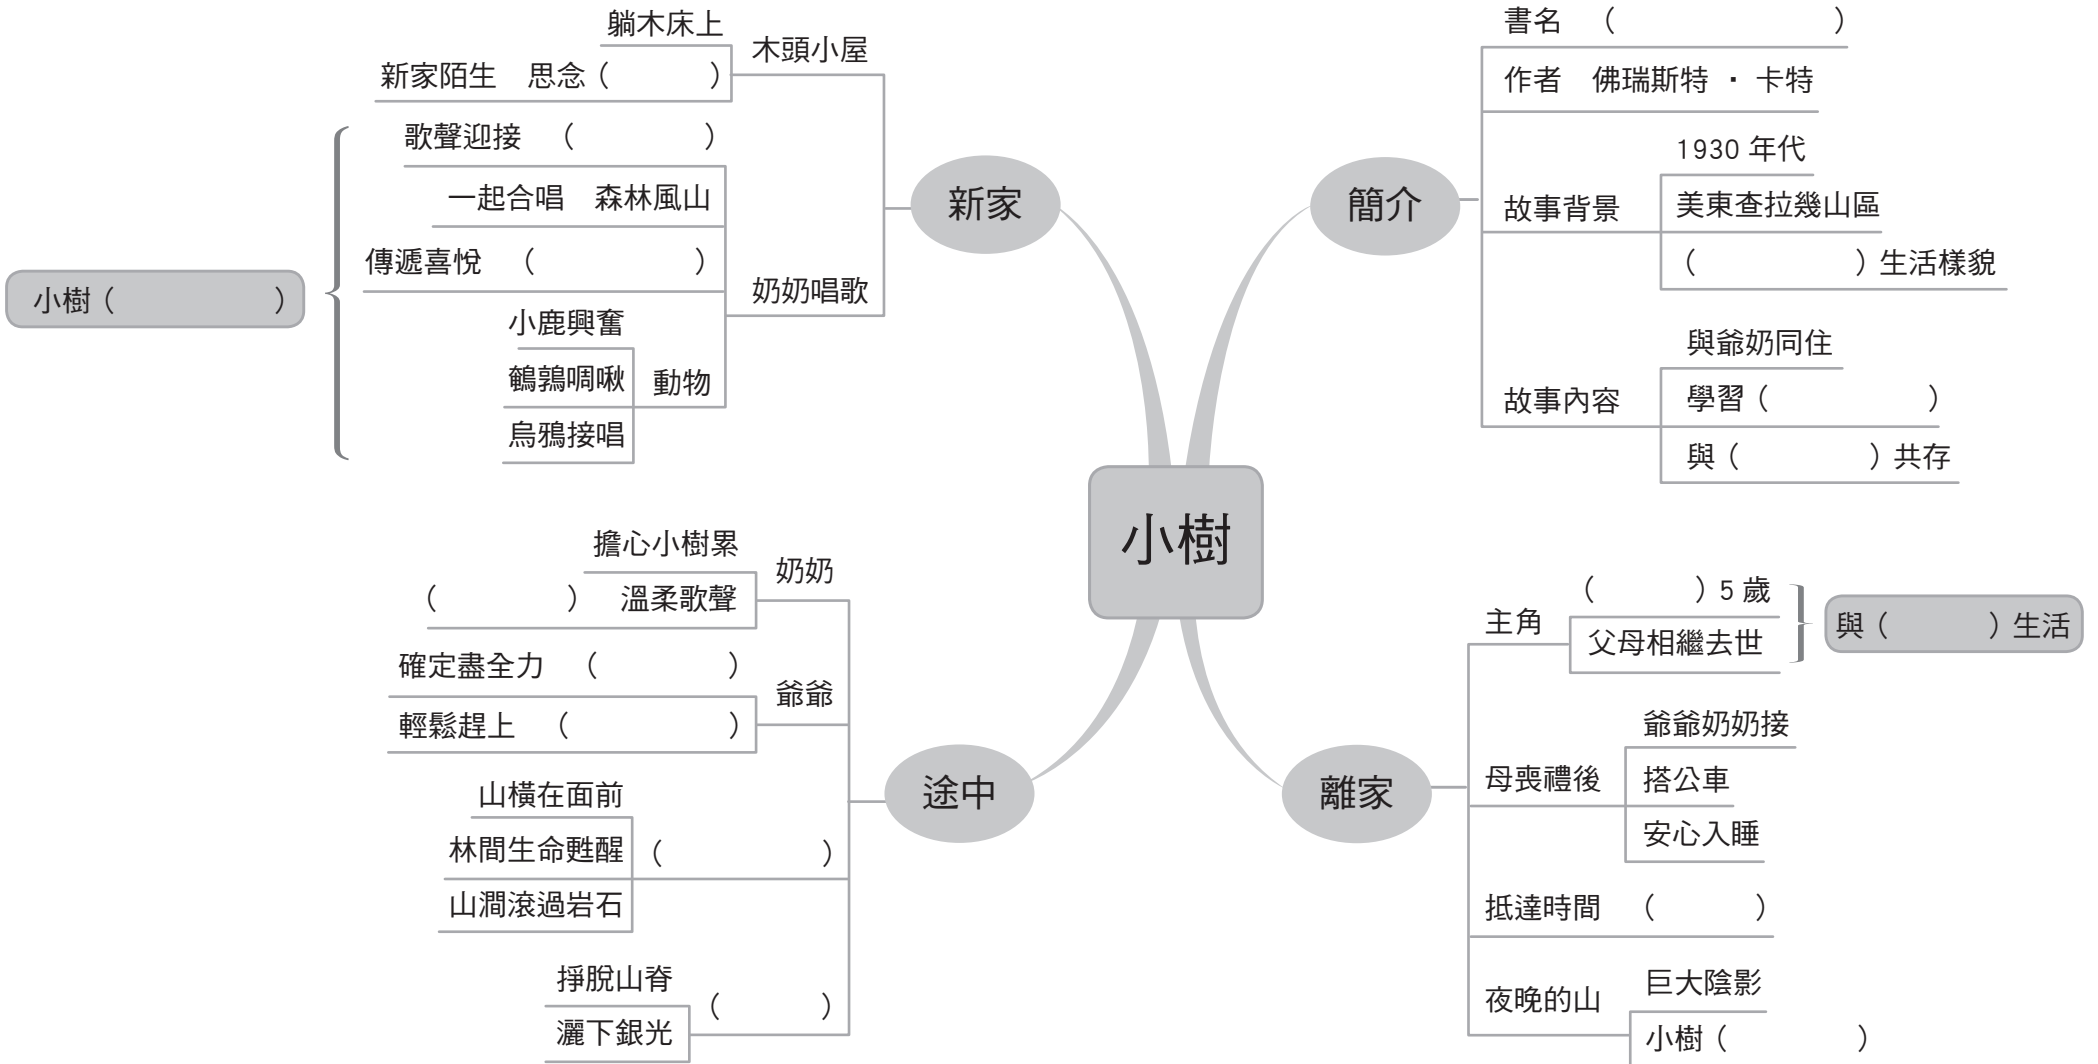 小樹
簡介
書名 （ ）
作者 佛瑞斯特 ‧ 卡特
故事背景
1930 年代
美東查拉幾山區
（ ）生活樣貌
故事內容
與爺奶同住
學習（ ）
與（ ）共存
離家
主角
（ ）5 歲
父母相繼去世
與（ ）生活
母喪禮後
爺爺奶奶接
搭公車
安心入睡
抵達時間 （ ）
夜晚的山
巨大陰影
小樹（ ）
途中
奶奶
擔心小樹累
（ ） 溫柔歌聲
爺爺
確定盡全力 （ ）
輕鬆趕上 （ ）
（ ）
山橫在面前
林間生命甦醒
山澗滾過岩石
（ ）
掙脫山脊
灑下銀光
新家
木頭小屋
躺木床上
新家陌生 思念（ ）
奶奶唱歌
歌聲迎接 （ ）
一起合唱 森林風山
傳遞喜悅 （ ）
動物
小鹿興奮
鵪鶉啁啾
烏鴉接唱
小樹（ ）